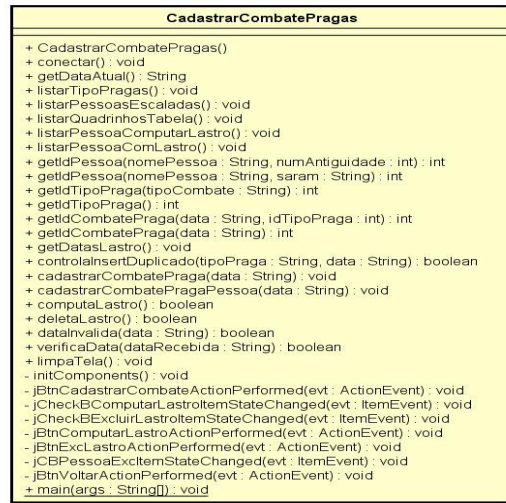 CadastrarCombatePragas
+ CadastrarCombatePragas()
+ conectar() : void
+ getDataAtual() : String
+ listarTipoPragas() : void
+ listarPessoasEscaladas() : void
+ listarQuadrinhosTabela() : void
+ listarPessoaComputarLastro() : void
+ listarPessoaComLastro() : void
+ getIdPessoa(nomePessoa : String, numAntiguidade : int) : int
+ getIdPessoa(nomePessoa : String, saram : String) : int
+ getIdTipoPraga(tipoCombate : String) : int
+ getIdTipoPraga() : int
+ getIdCombatePraga(data : String, idTipoPraga : int) : int
+ getIdCombatePraga(data : String) : int
+ getDatasLastro() : void
+ controlaInsertDuplicado(tipoPraga : String, data : String) : boolean
+ cadastrarCombatePraga(data : String) : void
+ cadastrarCombatePragaPessoa(data : String) : void
+ computaLastro() : boolean
+ deletaLastro() : boolean
+ dataInvalida(data : String) : boolean
+ verificaData(dataRecebida : String) : boolean
+ limpaTela() : void
- initComponents() : void
- jBtnCadastrarCombateActionPerformed(evt : ActionEvent) : void
- jCheckBComputarLastroItemStateChanged(evt : ItemEvent) : void
- jCheckBExcluirLastroItemStateChanged(evt : ItemEvent) : void
- jBtnComputarLastroActionPerformed(evt : ActionEvent) : void
- jBtnExcLastroActionPerformed(evt : ActionEvent) : void
- jCBPessoaExcItemStateChanged(evt : ItemEvent) : void
- jBtnVoltarActionPerformed(evt : ActionEvent) : void
+ main(args : String[]) : void